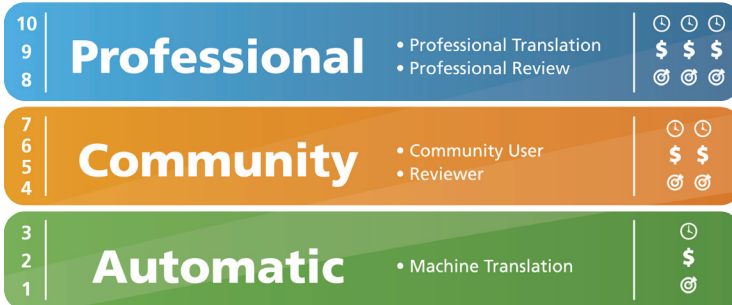 10
9
8
Professional
• Professional Translation
• Professional Review
$ $ $
7
6
5
4
Community
• Community User
• Reviewer
$ $
3
2
1
Automatic
• Machine Translation
$